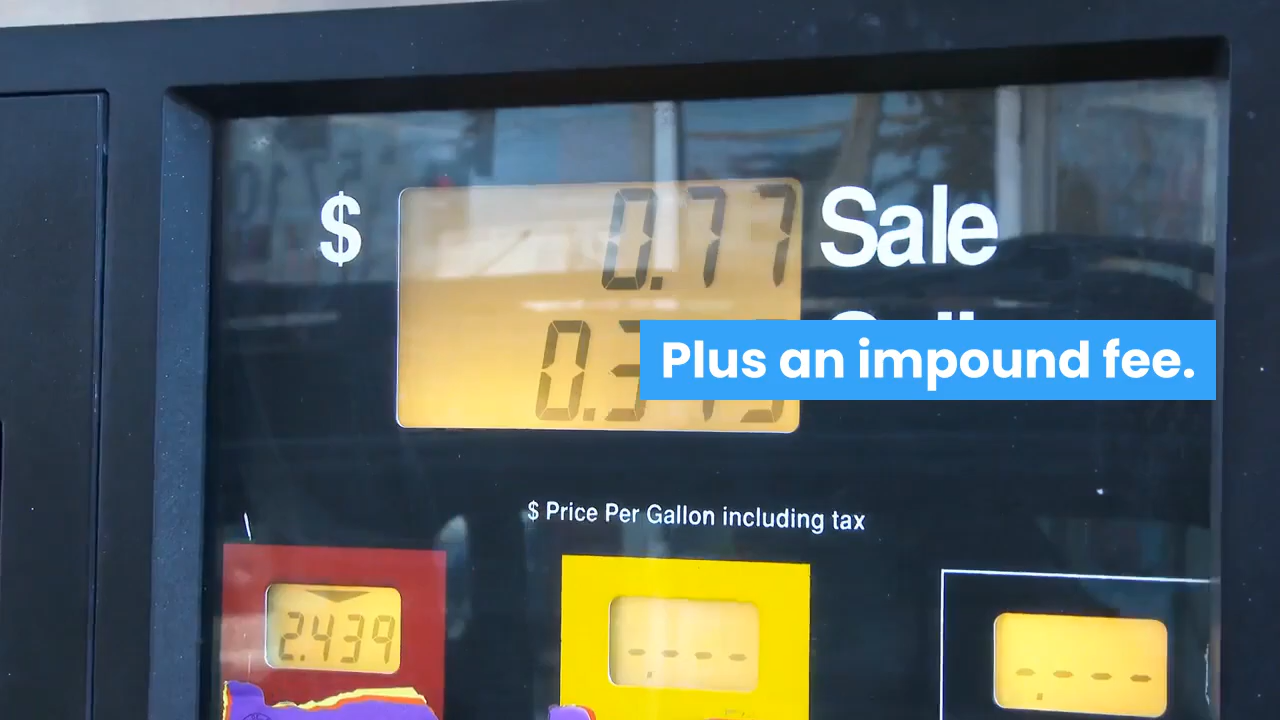 $ 0.77 Sale
Plus an impound fee.
$ Price Per Gallon including tax
2.439